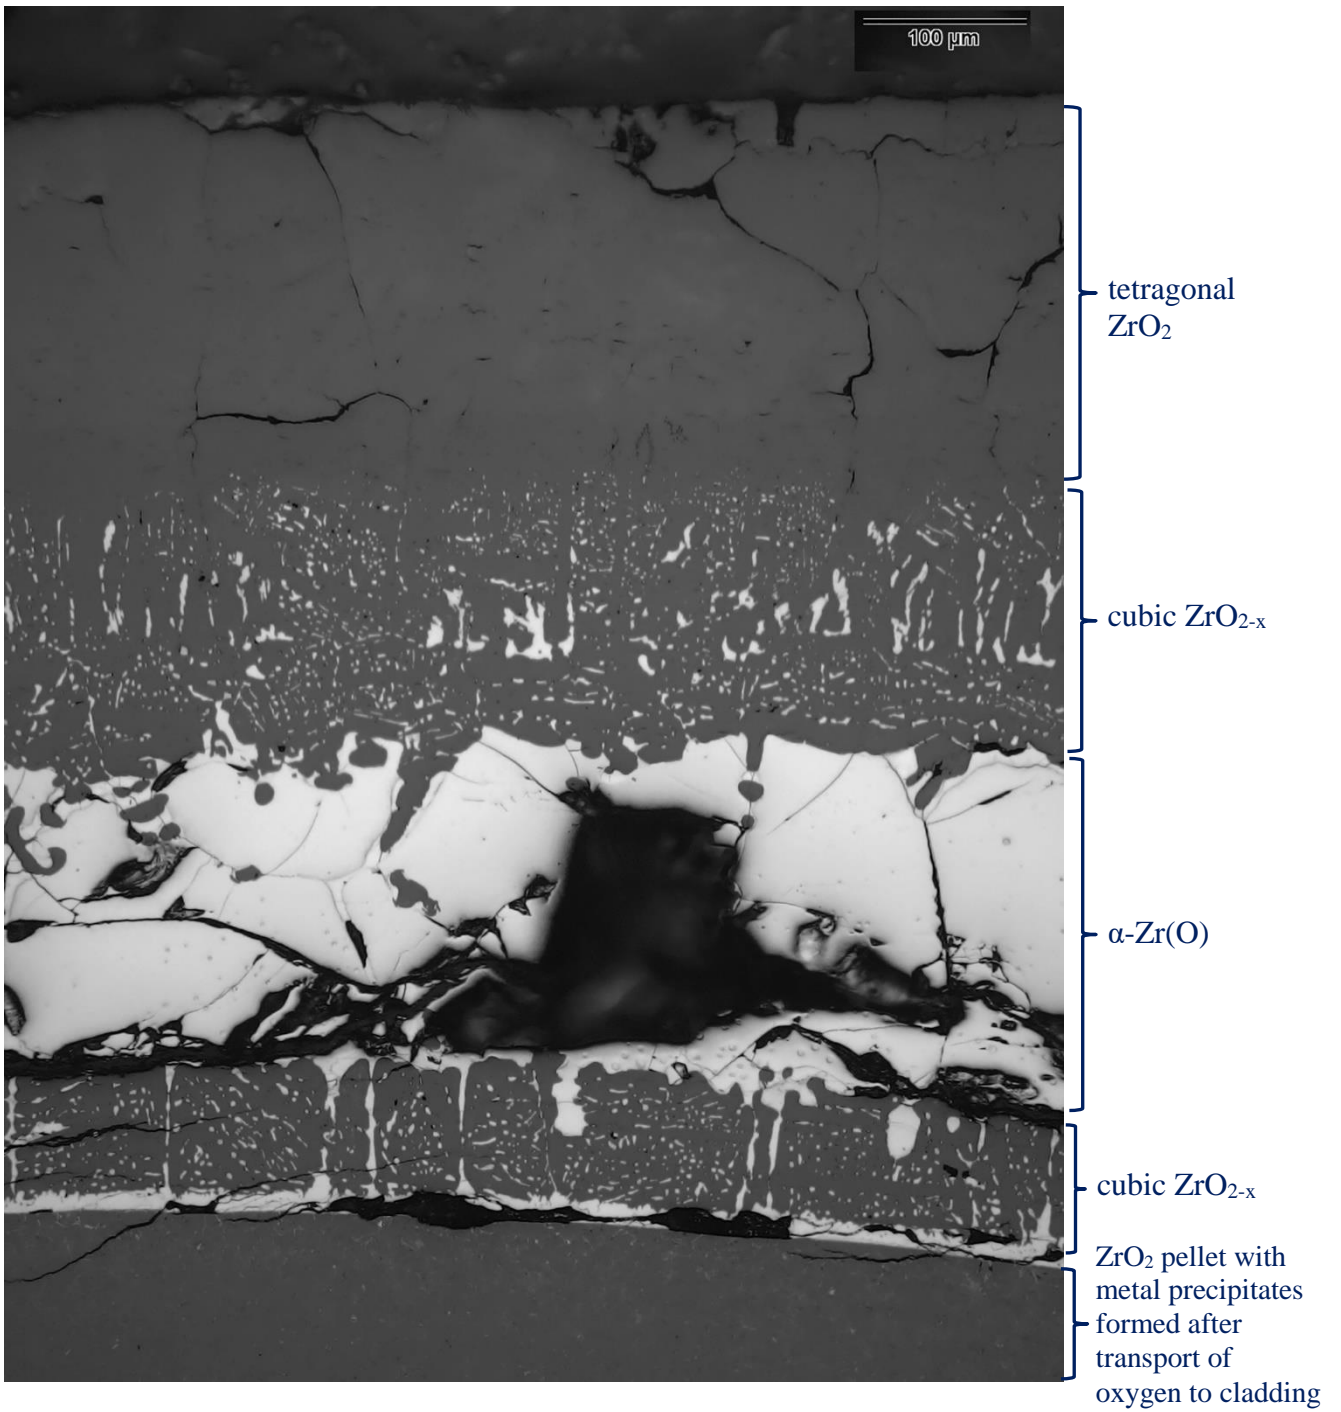 100 µm
tetragonal
ZrO₂
cubic ZrO₂₋ₓ
α-Zr(O)
cubic ZrO₂₋ₓ
ZrO₂ pellet with
metal precipitates
formed after
transport of
oxygen to cladding